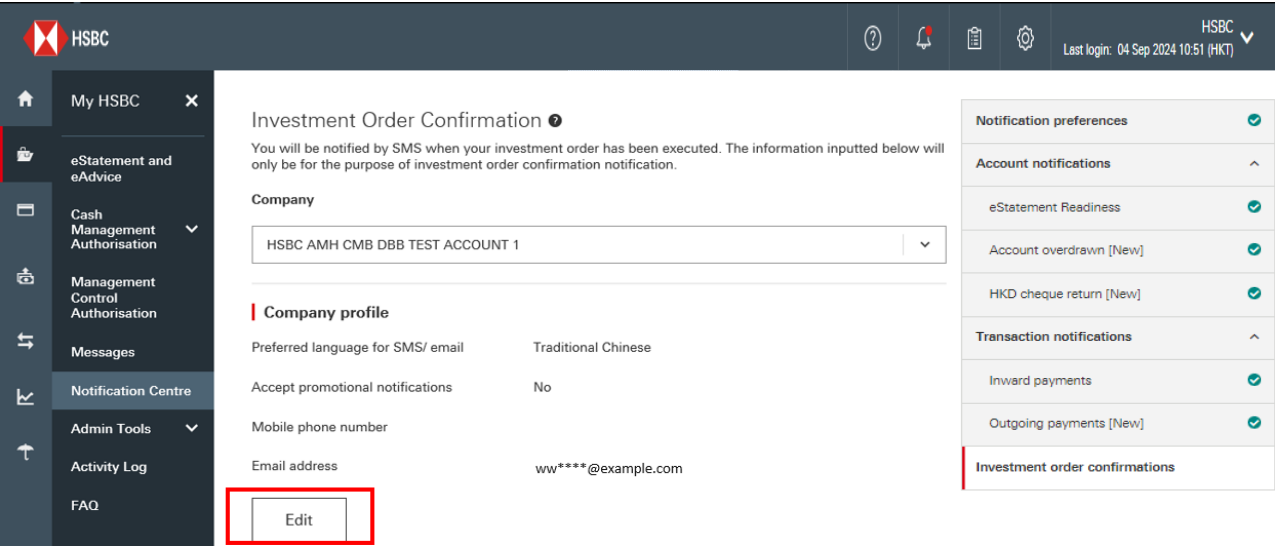 HSBC
HSBC
Last login: 04 Sep 2024 10:51 (HKT)
My HSBC
eStatement and
eAdvice
Cash
Management
Authorisation
Management
Control
Authorisation
Messages
Notification Centre
Admin Tools
Activity Log
FAQ
Investment Order Confirmation
You will be notified by SMS when your investment order has been executed. The information inputted below will
only be for the purpose of investment order confirmation notification.
Company
HSBC AMH CMB DBB TEST ACCOUNT 1
Company profile
Preferred language for SMS/ email Traditional Chinese
Accept promotional notifications No
Mobile phone number
Email address ww****@example.com
Edit
Notification preferences
Account notifications
eStatement Readiness
Account overdrawn [New]
HKD cheque return [New]
Transaction notifications
Inward payments
Outgoing payments [New]
Investment order confirmations